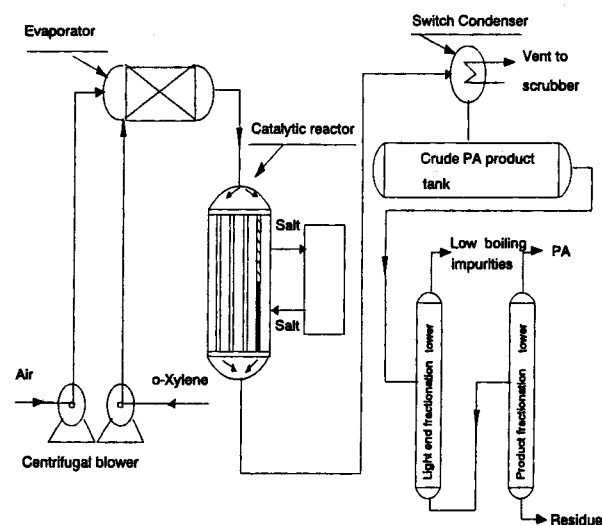 Evaporator
Switch Condenser
Vent to
scrubber
Catalytic reactor
Crude PA product
tank
Salt
Salt
Low boiling
impurities
PA
Air
o-Xylene
Centrifugal blower
Light end fractionation tower
Product fractionation tower
Residue